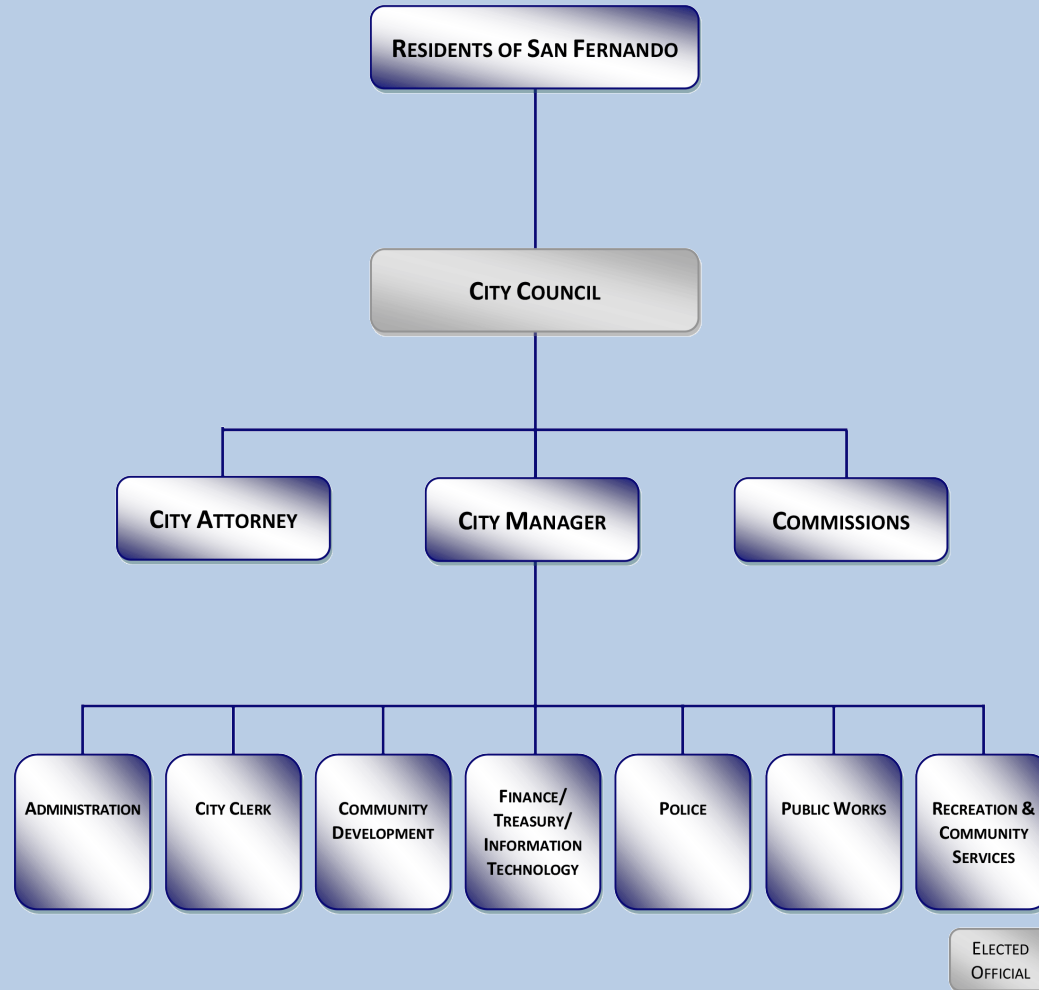 RESIDENTS OF SAN FERNANDO
CITY COUNCIL
CITY ATTORNEY
CITY MANAGER
COMMISSIONS
ADMINISTRATION
CITY CLERK
COMMUNITY
DEVELOPMENT
FINANCE/
TREASURY/
INFORMATION
TECHNOLOGY
POLICE
PUBLIC WORKS
RECREATION &
COMMUNITY
SERVICES
ELECTED
OFFICIAL